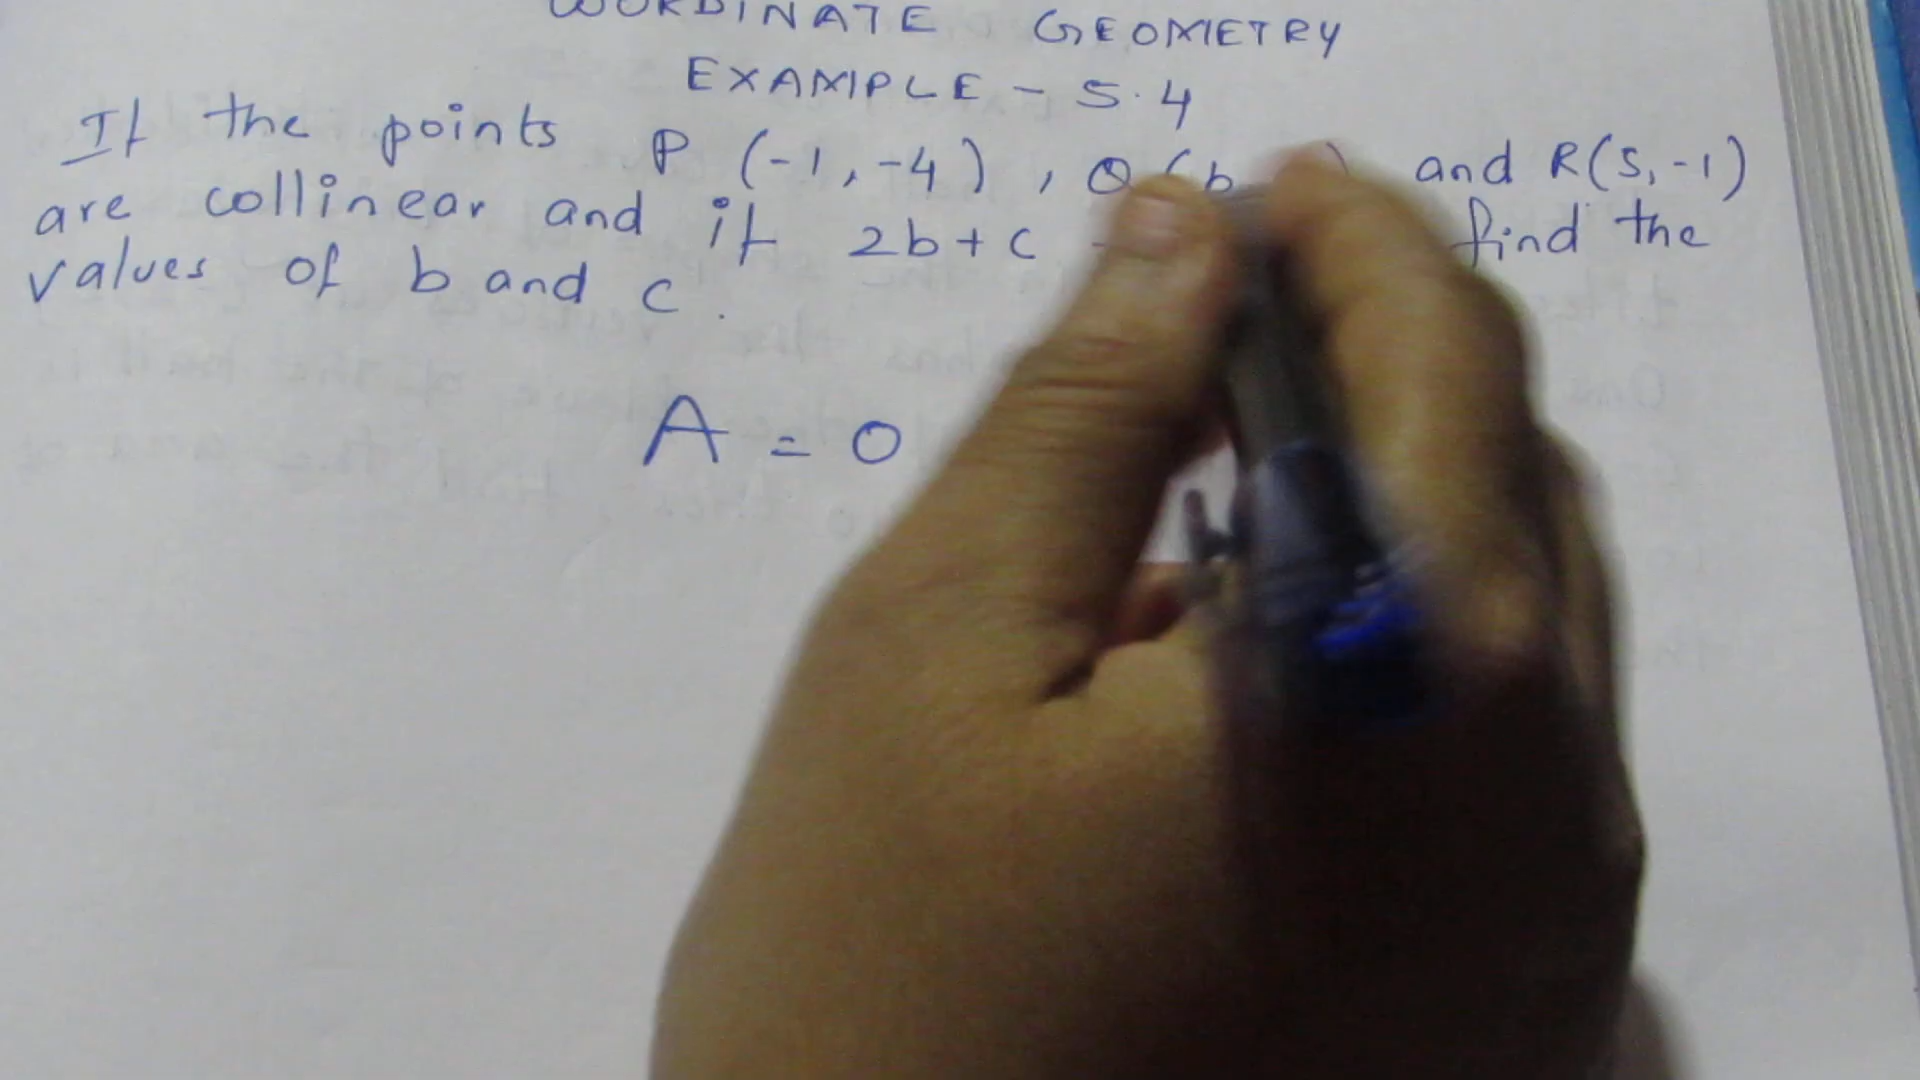 COORDINATE GEOMETRY
EXAMPLE - 5.4
If the points P (-1, -4), Q (b and R(5, -1)
are collinear and if 2b + c find the
values of b and c.
A = 0